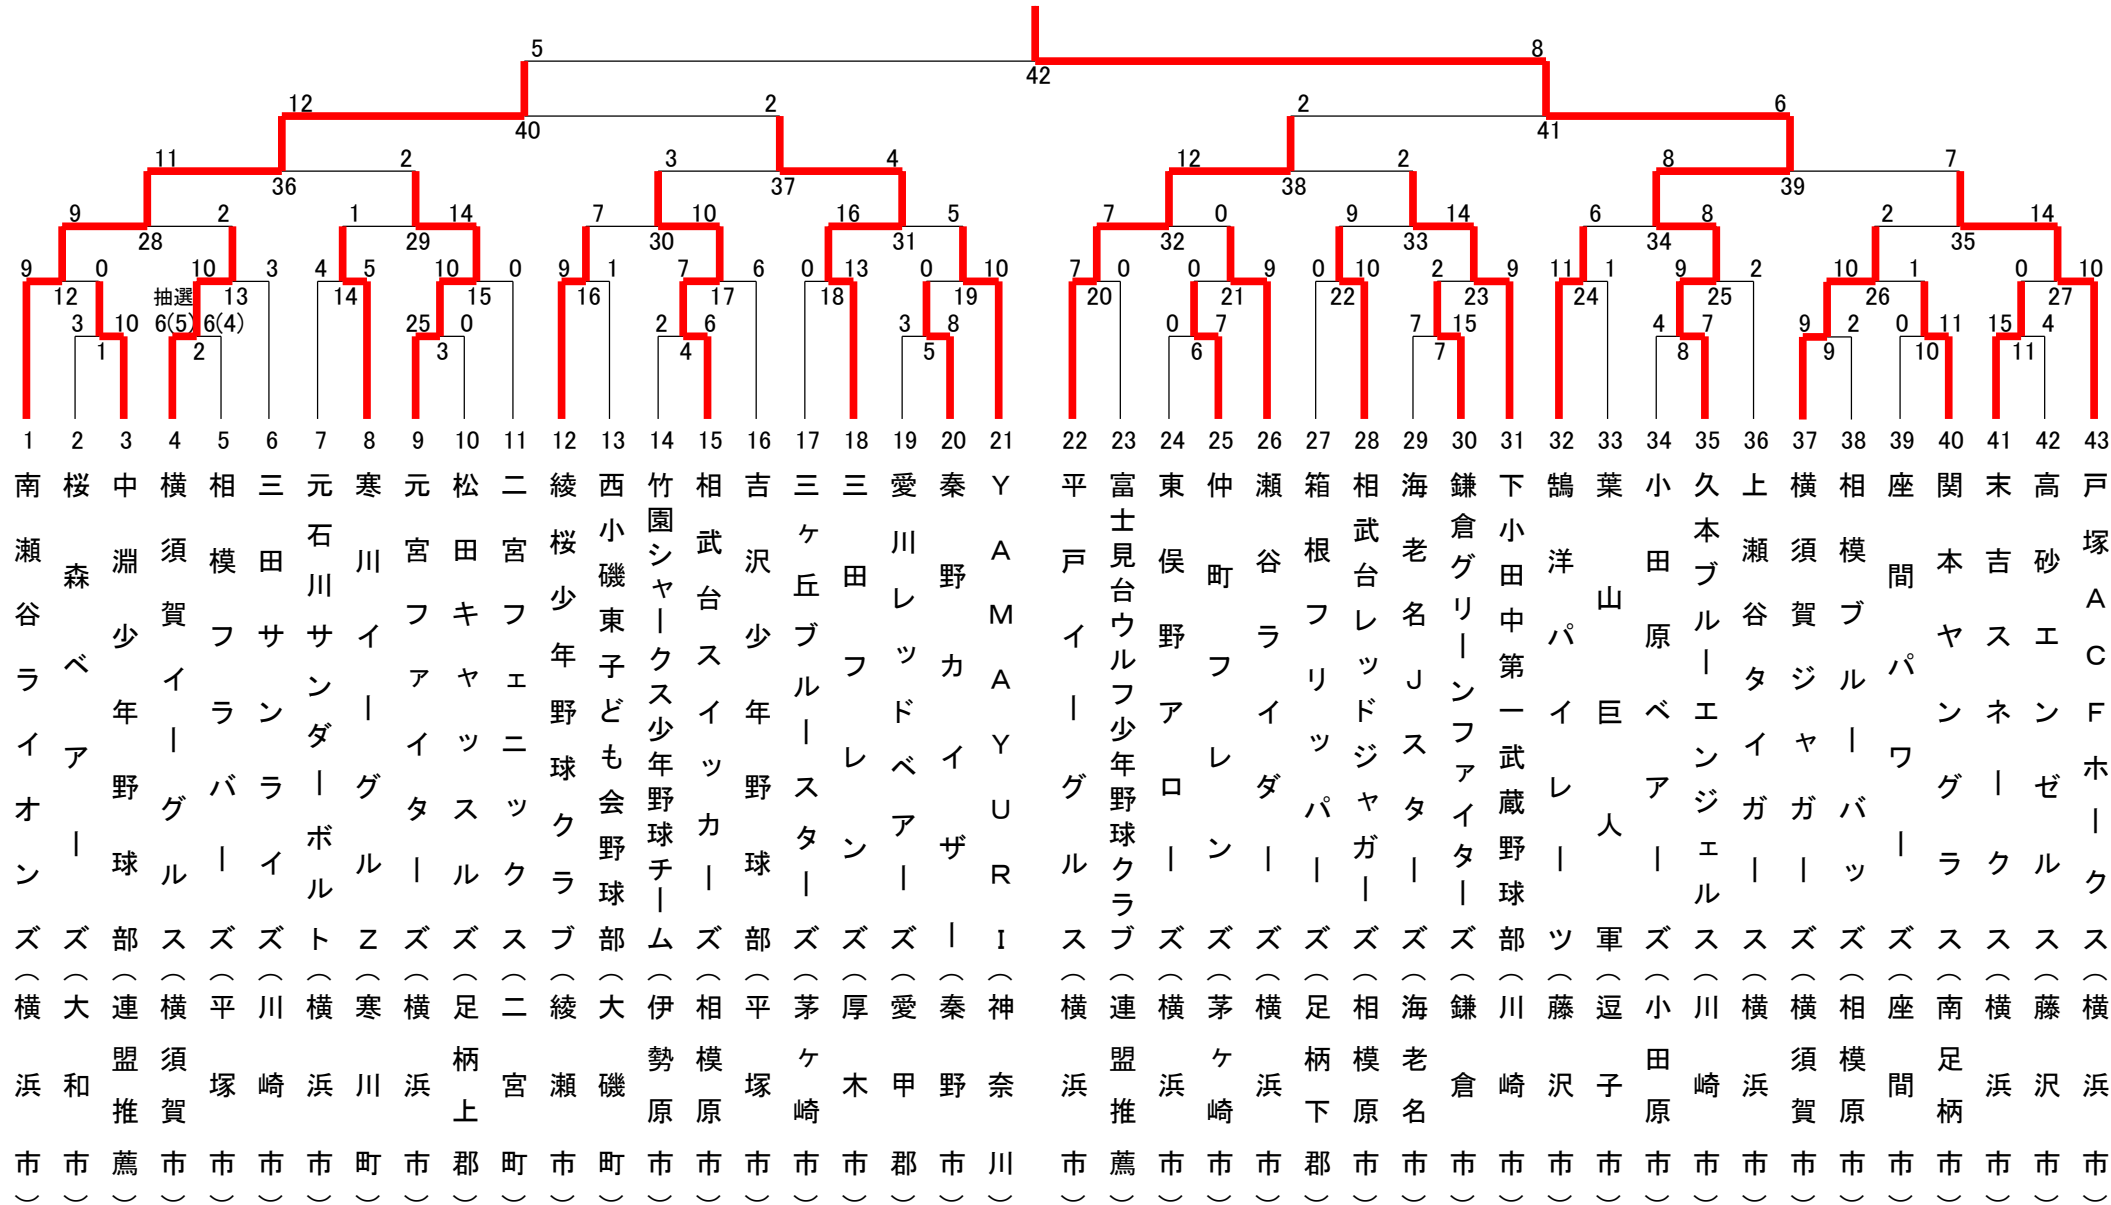 5 8
42
12 2 2 6
40 41
11 2 3 4 12 2 8 7
36 37 38 39
9 2 1 14 7 10 16 5 7 0 9 14 6 8 2 14
28 29 30 31 32 33 34 35
9 0 10 3 4 5 10 0 9 1 7 6 0 13 0 10 7 0 0 9 0 10 2 9 11 1 9 2 10 1 0 10
12 抽選 13 14 15 16 17 18 19 20 21 22 23 24 25 26 27
3 10 6(5) 6(4) 25 0 2 6 3 8 0 7 7 15 4 7 9 2 0 11 15 4
1 2 3 4 5 6 7 8 9 10 11
1 南瀬谷ライオンズ(横浜市)
2 桜森ベアーズ(大和市)
3 中淵少年野球部(連盟推薦)
4 横須賀イーグルス(横須賀市)
5 相模フラバーズ(平塚市)
6 三田サンライズ(川崎市)
7 元石川サンダーボルト(横浜市)
8 寒川イーグルZ(寒川町)
9 元宮ファイターズ(横浜市)
10 松田キャッスルズ(足柄上郡)
11 二宮フェニックス(二宮町)
12 綾桜少年野球クラブ(綾瀬市)
13 西小磯東子ども会野球部(大磯町)
14 竹園シャークス少年野球チーム(伊勢原市)
15 相武台スイッカーズ(相模原市)
16 吉沢少年野球部(平塚市)
17 三ヶ丘ブルースターズ(茅ケ崎市)
18 三田フレンズ(厚木市)
19 愛川レッドベアーズ(愛甲郡)
20 秦野カイザー(秦野市)
21 YAMAYURI(神奈川)
22 平戸イーグルス(横浜市)
23 富士見台ウルフ少年野球クラブ(連盟推薦)
24 東俣野アローズ(横浜市)
25 仲町フレンズ(茅ケ崎市)
26 瀬谷ライダーズ(横浜市)
27 箱根フリッパーズ(足柄下郡)
28 相武台レッドジャガーズ(相模原市)
29 海老名Jスターズ(海老名市)
30 鎌倉グリーンファイターズ(鎌倉市)
31 下小田中第一武蔵野球部(川崎市)
32 鵠洋パイレーツ(藤沢市)
33 葉山巨人軍(逗子市)
34 小田原ベアーズ(小田原市)
35 久本ブルーエンジェルス(川崎市)
36 上瀬谷タイガース(横浜市)
37 横須賀ジャガーズ(横須賀市)
38 相模ブルーバッズ(相模原市)
39 座間パワーズ(座間市)
40 関本ヤングラス(南足柄市)
41 末吉スネークス(横浜市)
42 高砂エンゼルス(藤沢市)
43 戸塚ACFホークス(横浜市)